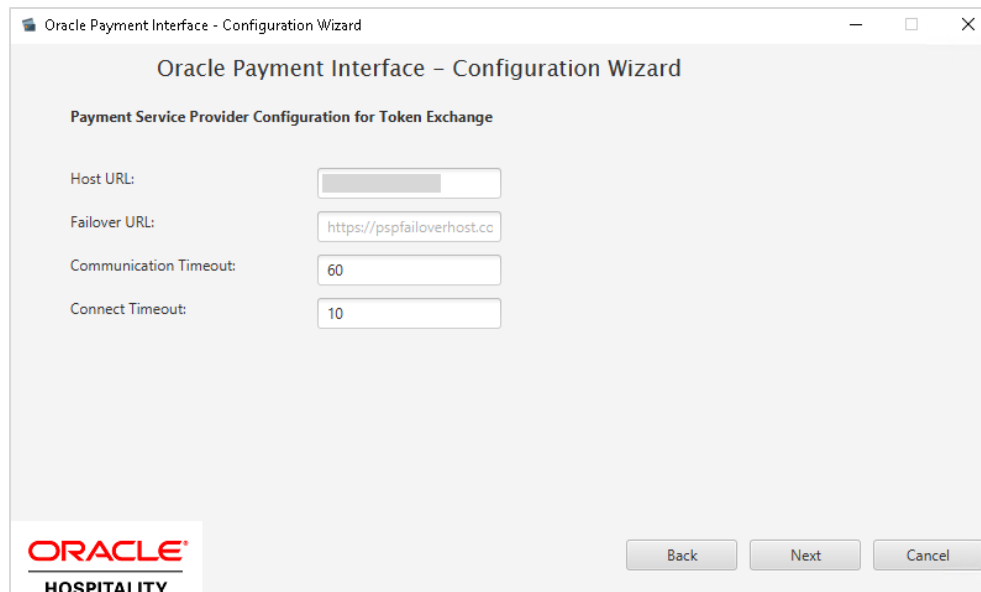 Oracle Payment Interface - Configuration Wizard
Oracle Payment Interface – Configuration Wizard
Payment Service Provider Configuration for Token Exchange
Host URL:
Failover URL: https://pspfailoverhost.cc
Communication Timeout: 60
Connect Timeout: 10
ORACLE®
HOSPITALITY
Back Next Cancel